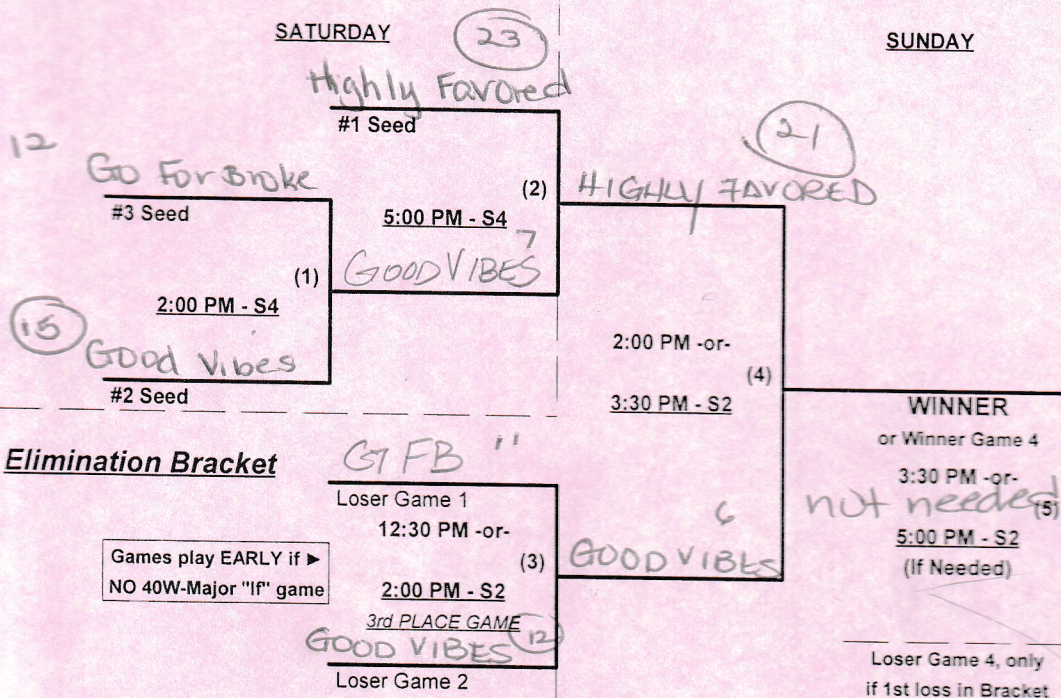 SATURDAY
23
SUNDAY
Highly Favored
#1 Seed
21
12
Go For Broke
#3 Seed
(2)
HIGHLY FAVORED
5:00 PM - S4
7
(1)
GOOD VIBES
2:00 PM - S4
15
Good Vibes
#2 Seed
2:00 PM -or-
(4)
3:30 PM - S2
WINNER
or Winner Game 4
Elimination Bracket
GFB 11
Loser Game 1
3:30 PM -or-
not needed
(5)
12:30 PM -or-
6
5:00 PM - S2
(3)
GOOD VIBES
(If Needed)
Games play EARLY if ►
NO 40W-Major "If" game
2:00 PM - S2
3rd PLACE GAME
GOOD VIBES 12
Loser Game 2
Loser Game 4, only
if 1st loss in Bracket